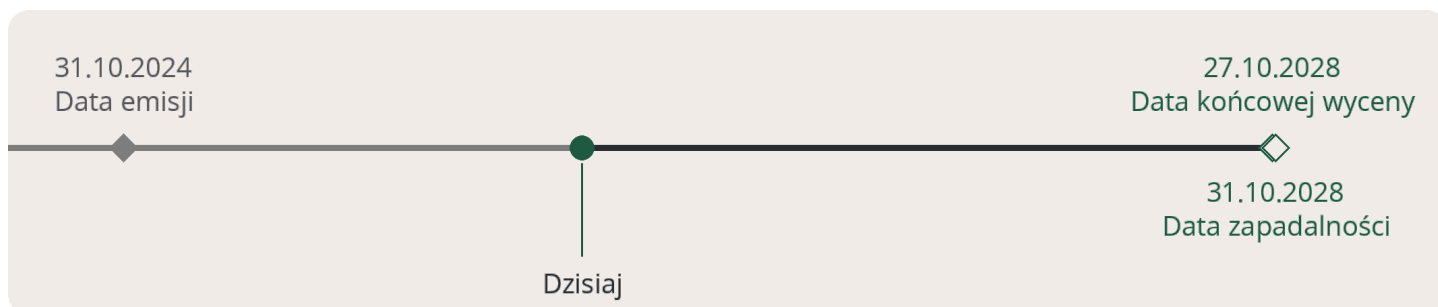 31.10.2024
Data emisji
27.10.2028
Data końcowej wyceny
31.10.2028
Data zapadalności
Dzisiaj